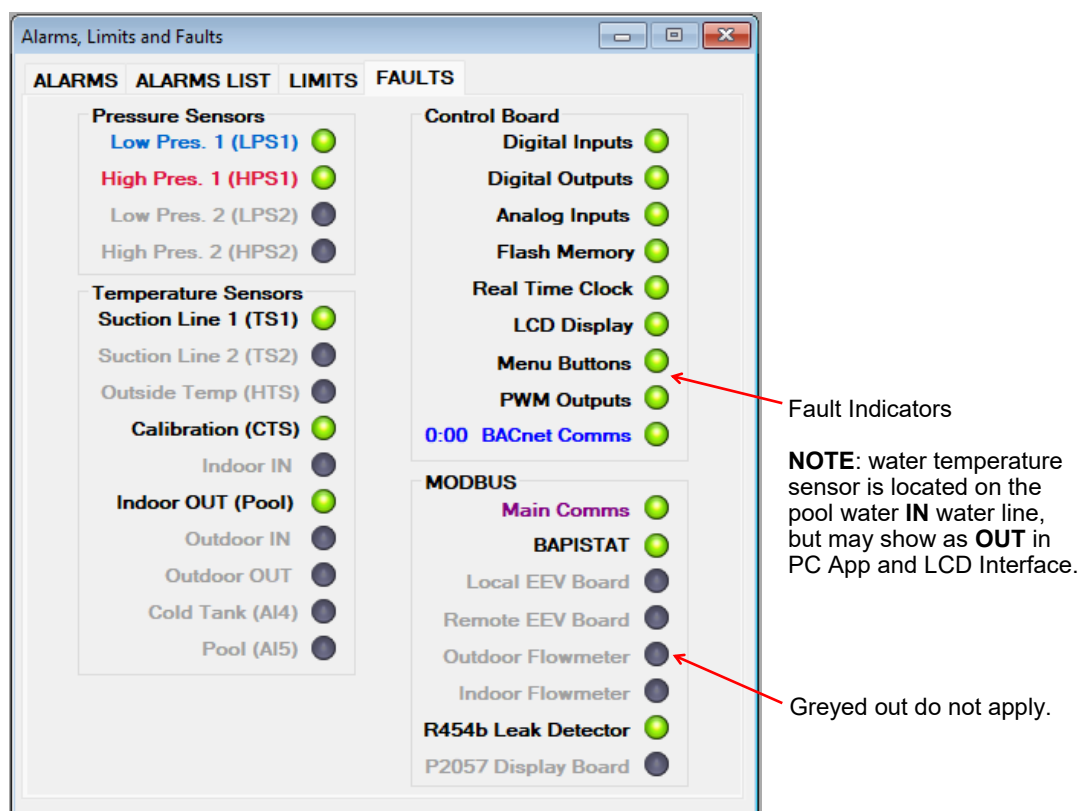 Alarms, Limits and Faults
ALARMS ALARMS LIST LIMITS FAULTS
Pressure Sensors
Low Pres. 1 (LPS1)
High Pres. 1 (HPS1)
Low Pres. 2 (LPS2)
High Pres. 2 (HPS2)
Temperature Sensors
Suction Line 1 (TS1)
Suction Line 2 (TS2)
Outside Temp (HTS)
Calibration (CTS)
Indoor IN
Indoor OUT (Pool)
Outdoor IN
Outdoor OUT
Cold Tank (AI4)
Pool (AI5)
Control Board
Digital Inputs
Digital Outputs
Analog Inputs
Flash Memory
Real Time Clock
LCD Display
Menu Buttons
PWM Outputs
0:00 BACnet Comms
MODBUS
Main Comms
BAPISTAT
Local EEV Board
Remote EEV Board
Outdoor Flowmeter
Indoor Flowmeter
R454b Leak Detector
P2057 Display Board
Fault Indicators
NOTE: water temperature
sensor is located on the
pool water IN water line,
but may show as OUT in
PC App and LCD Interface.
Greyed out do not apply.